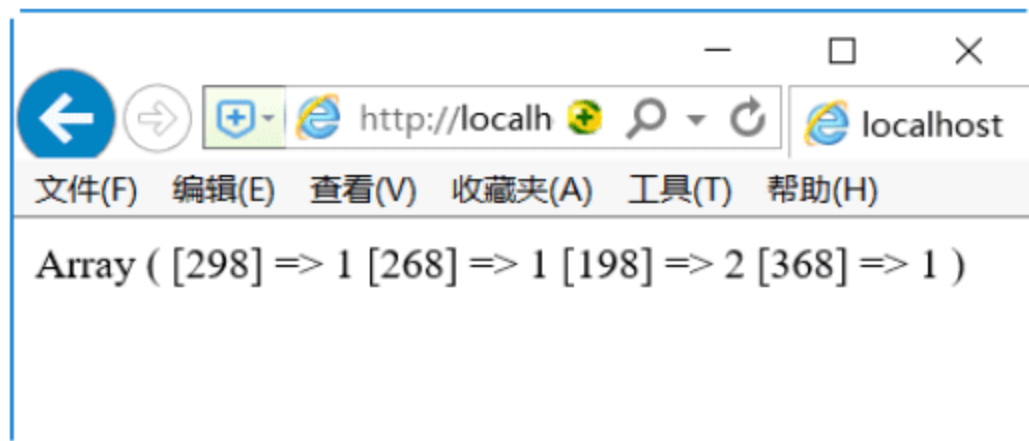 http://localh
localhost
文件(F) 编辑(E) 查看(V) 收藏夹(A) 工具(T) 帮助(H)
Array ( [298] => 1 [268] => 1 [198] => 2 [368] => 1 )